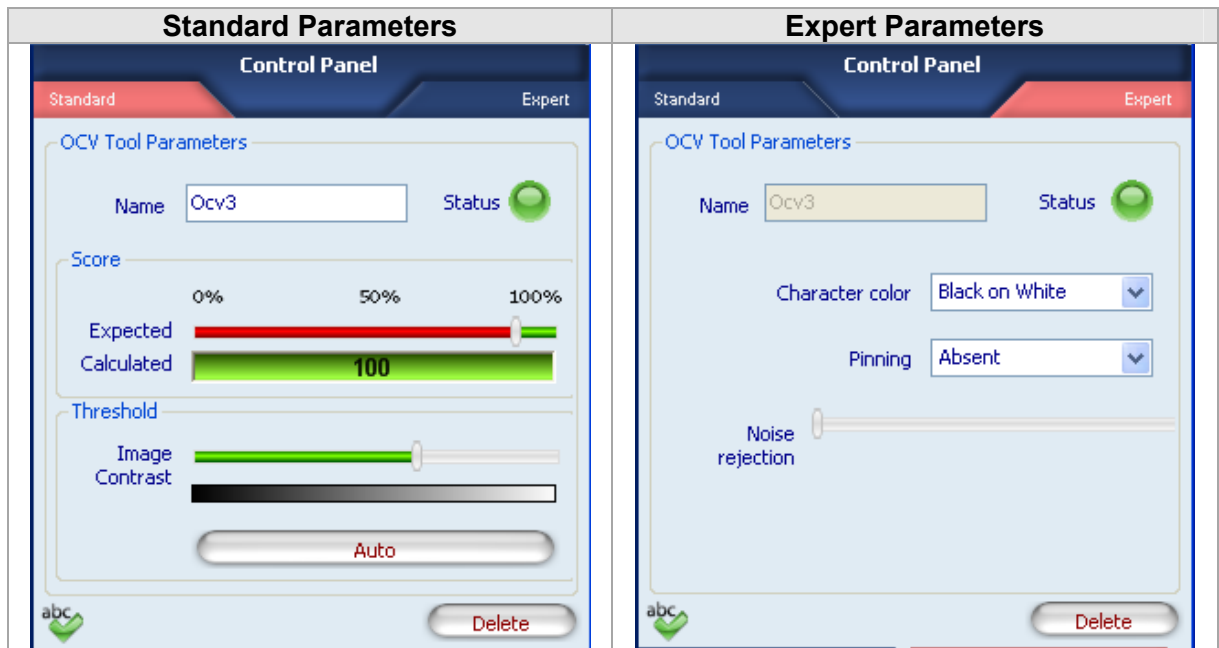 Standard Parameters
Expert Parameters
Control Panel
Standard
Expert
OCV Tool Parameters
Name
Ocv3
Status
Score
0%
50%
100%
Expected
Calculated
100
Threshold
Image
Contrast
Auto
abc
Delete
Control Panel
Standard
Expert
OCV Tool Parameters
Name
Ocv3
Status
Character color
Black on White
Pinning
Absent
Noise
rejection
abc
Delete